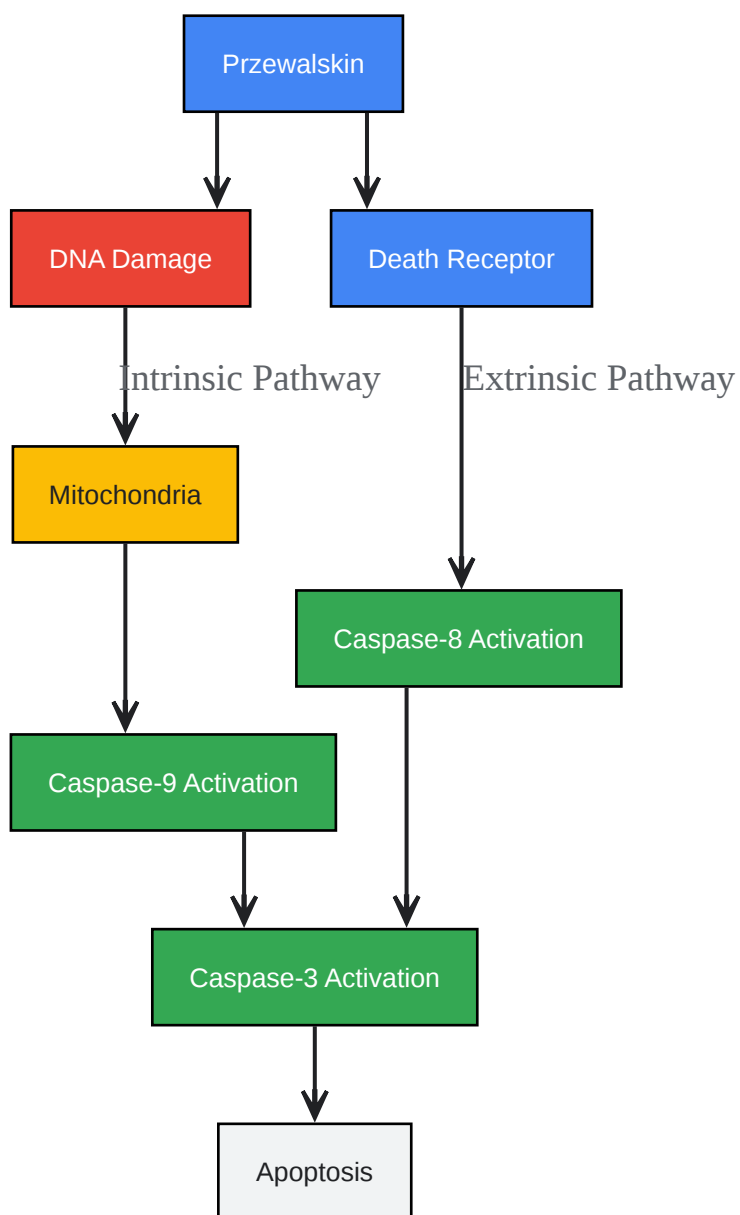 Przewalskin
DNA Damage
Death Receptor
Intrinsic Pathway
Extrinsic Pathway
Mitochondria
Caspase-8 Activation
Caspase-9 Activation
Caspase-3 Activation
Apoptosis